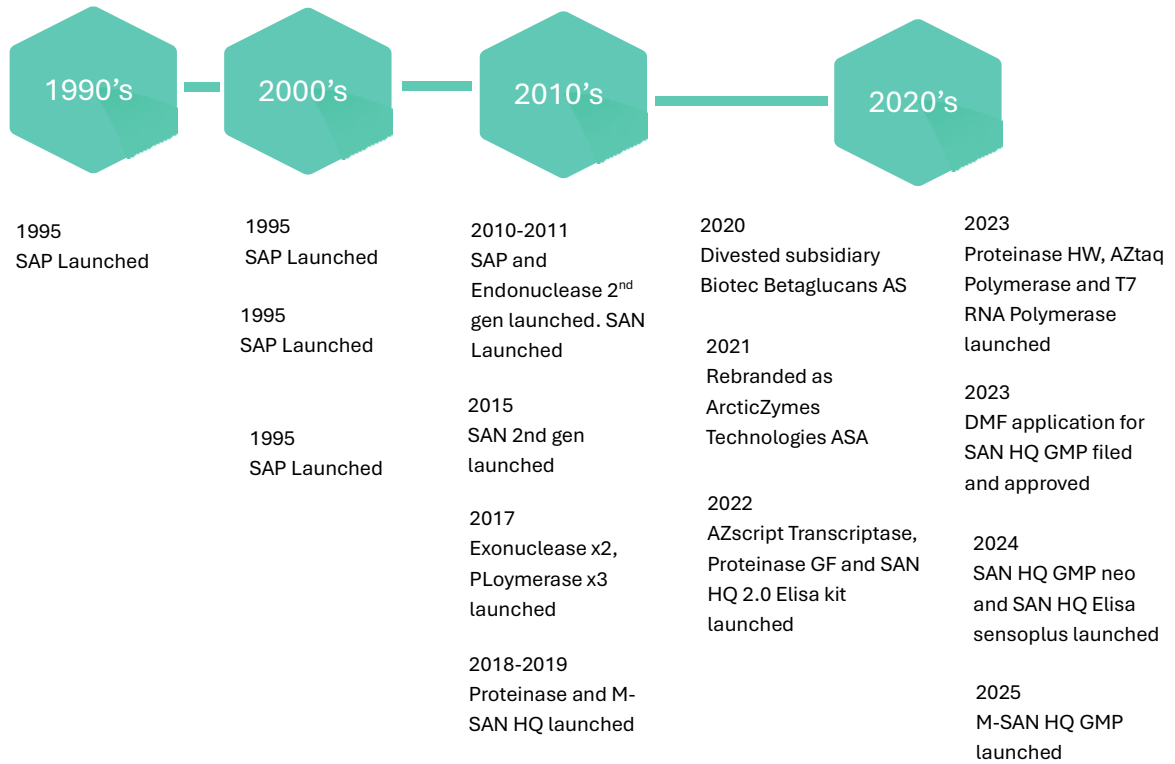 1990's
2000's
2010's
2020's
1995
SAP Launched
1995
SAP Launched
1995
SAP Launched
1995
SAP Launched
2010-2011
SAP and
Endonuclease 2nd
gen launched. SAN
Launched
2015
SAN 2nd gen
launched
2017
Exonuclease x2,
PLoymerase x3
launched
2018-2019
Proteinase and M-
SAN HQ launched
2020
Divested subsidiary
Biotec Betaglucans AS
2021
Rebranded as
ArcticZymes
Technologies ASA
2022
AZscript Transcriptase,
Proteinase GF and SAN
HQ 2.0 Elisa kit
launched
2023
Proteinase HW, AZtaq
Polymerase and T7
RNA Polymerase
launched
2023
DMF application for
SAN HQ GMP filed
and approved
2024
SAN HQ GMP neo
and SAN HQ Elisa
sensoplus launched
2025
M-SAN HQ GMP
launched